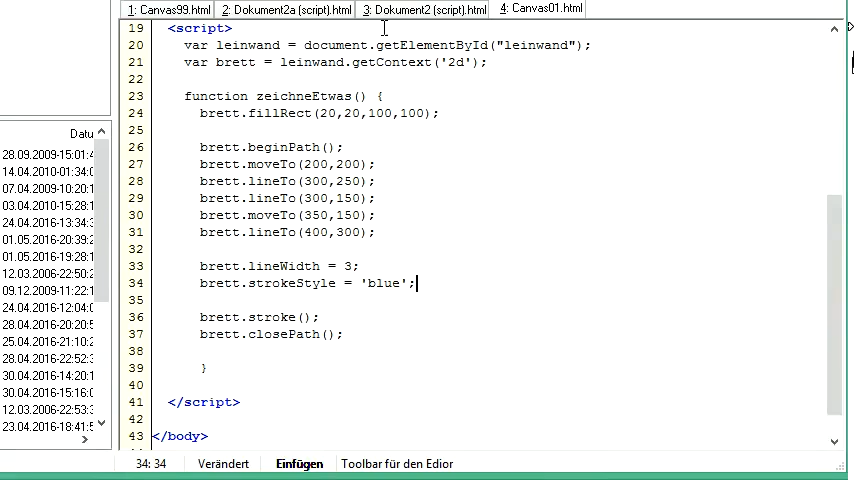 1: Canvas99.html 2: Dokument2a (script).html 3: Dokument2 (script).html 4: Canvas01.html
19 <script>
20 var leinwand = document.getElementById("leinwand");
21 var brett = leinwand.getContext('2d');
22
23 function zeichneEtwas() {
24 brett.fillRect(20,20,100,100);
25
26 brett.beginPath();
27 brett.moveTo(200,200);
28 brett.lineTo(300,250);
29 brett.lineTo(300,150);
30 brett.moveTo(350,150);
31 brett.lineTo(400,300);
32
33 brett.lineWidth = 3;
34 brett.strokeStyle = 'blue';
35
36 brett.stroke();
37 brett.closePath();
38
39 }
40
41 </script>
42
43 </body>
Datu
28.09.2009-15:01:4
14.04.2010-01:34:0
07.04.2009-10:20:1
03.04.2010-15:28:1
24.04.2016-13:34:3
01.05.2016-20:39:2
01.05.2016-19:28:1
12.03.2006-22:50:2
09.12.2009-11:22:1
24.04.2016-12:04:0
28.04.2016-20:20:5
25.04.2016-21:10:2
28.04.2016-22:52:3
30.04.2016-14:20:1
30.04.2016-15:16:0
12.03.2006-22:53:3
23.04.2016-18:41:5
34: 34 Verändert Einfügen Toolbar für den Edior